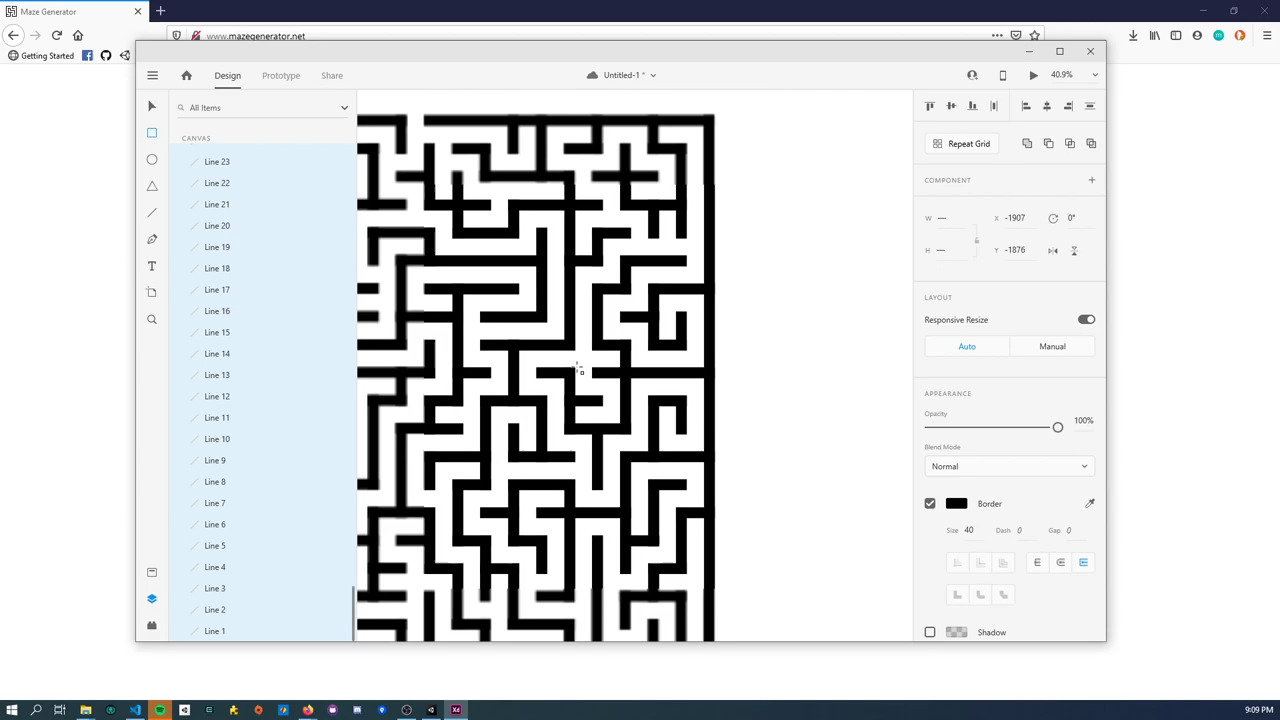 Maze Generator
www.mazegenerator.net
Getting Started
Design
Prototype
Share
Untitled-1 *
40.9%
All Items
CANVAS
Line 23
Line 22
Line 21
Line 20
Line 19
Line 18
Line 17
Line 16
Line 15
Line 14
Line 13
Line 12
Line 11
Line 10
Line 9
Line 8
Line 7
Line 6
Line 5
Line 4
Line 3
Line 2
Line 1
Repeat Grid
COMPONENT
W — X -1907 0°
H — Y -1876
LAYOUT
Responsive Resize
Auto Manual
APPEARANCE
Opacity
100%
Blend Mode
Normal
Border
Size 40 Dash 0 Gap 0
Shadow
Xd
9:09 PM